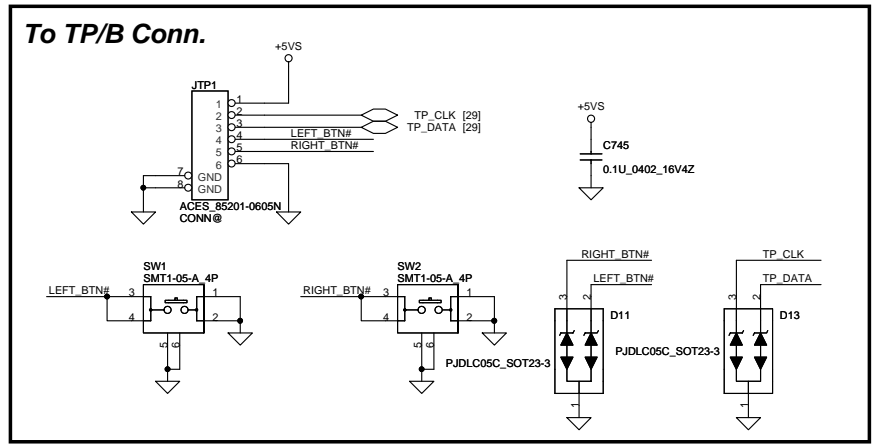 To TP/B Conn.
+5VS
JTP1
1 1
2 2 TP_CLK [29]
3 3 TP_DATA [29]
4 4 LEFT_BTN#
5 5 RIGHT_BTN#
6 6
7 GND
8 GND
ACES_85201-0605N
CONN@
+5VS
C745
0.1U_0402_16V4Z
SW1
SMT1-05-A_4P
LEFT_BTN# 3 1
4 2
5 6
SW2
SMT1-05-A_4P
RIGHT_BTN# 3 1
4 2
5 6
RIGHT_BTN#
LEFT_BTN#
3 2
D11
PJDLC05C_SOT23-3
1
TP_CLK
TP_DATA
3 2
D13
PJDLC05C_SOT23-3
1